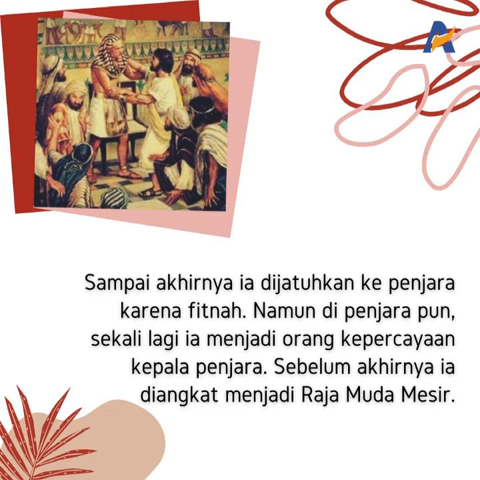 Sampai akhirnya ia dijatuhkan ke penjara
karena fitnah. Namun di penjara pun,
sekali lagi ia menjadi orang kepercayaan
kepala penjara. Sebelum akhirnya ia
diangkat menjadi Raja Muda Mesir.